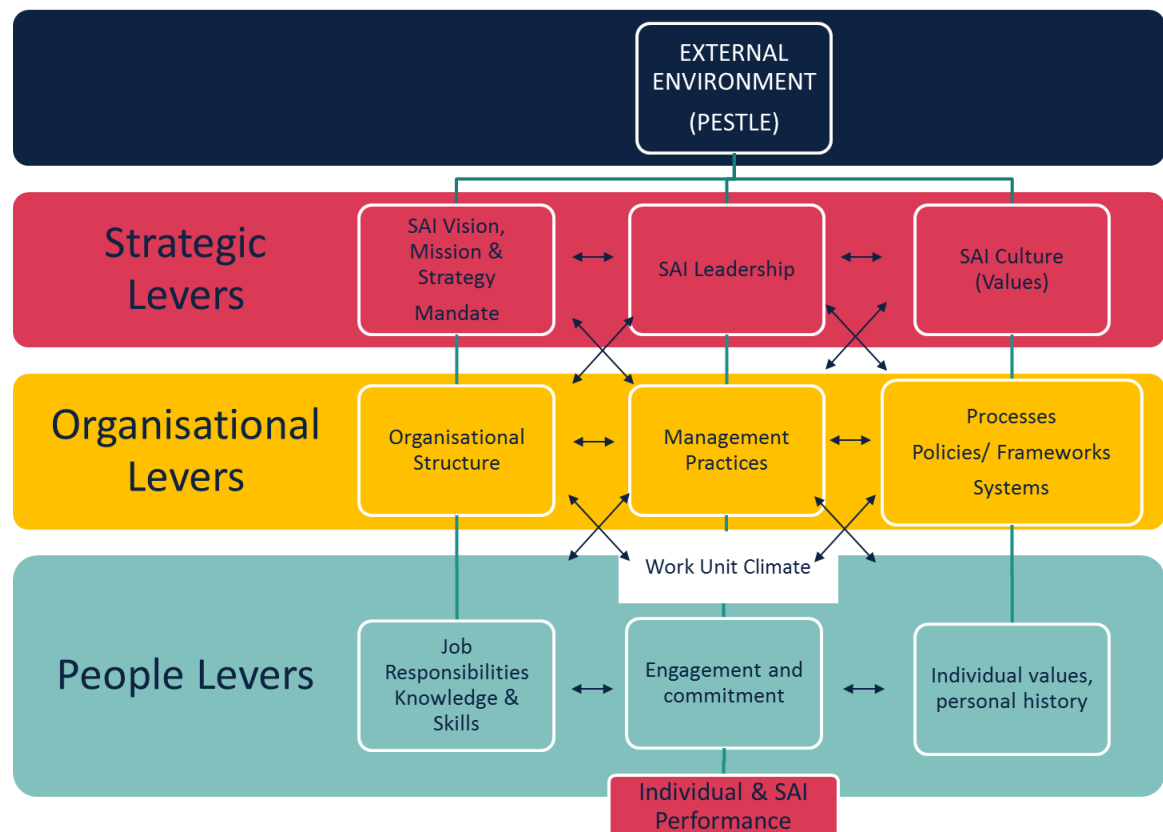 EXTERNAL
ENVIRONMENT
(PESTLE)
Strategic
Levers
SAI Vision,
Mission &
Strategy
Mandate
SAI Leadership
SAI Culture
(Values)
Organisational
Levers
Organisational
Structure
Management
Practices
Processes
Policies/ Frameworks
Systems
Work Unit Climate
People Levers
Job
Responsibilities
Knowledge &
Skills
Engagement and
commitment
Individual values,
personal history
Individual & SAI
Performance